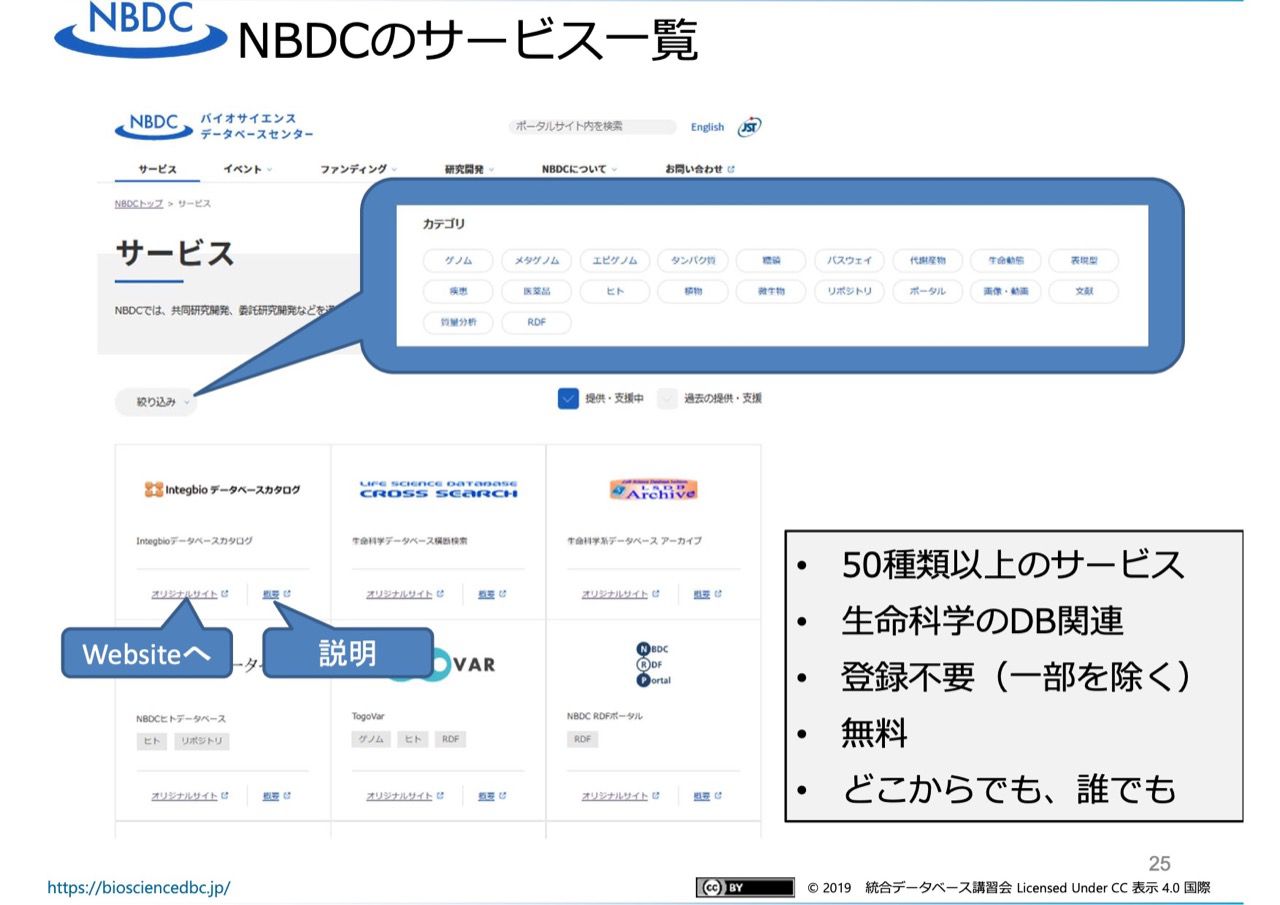 NBDC
NBDCのサービス一覧
NBDC バイオサイエンス
データベースセンター
ポータルサイト内を検索
English
JST
サービス イベント ファンディング 研究開発 NBDCについて お問い合わせ
NBDCトップ > サービス
サービス
NBDCでは、共同研究開発、委託研究開発などを通
カテゴリ
ゲノム メタゲノム エピゲノム タンパク質 糖鎖 パスウェイ 代謝産物 生命動態 表現型
疾患 医薬品 ヒト 植物 微生物 リポジトリ ポータル 画像・動画 文献
質量分析 RDF
絞り込み
提供・支援中 過去の提供・支援
Integbio データベースカタログ
LIFE SCIENCE DATABASE
CROSS SEARCH
LSDB
Archive
Integbioデータベースカタログ
生命科学データベース横断検索
生命科学系データベース アーカイブ
オリジナルサイト 概要 オリジナルサイト 概要 オリジナルサイト 概要
Websiteへ
説明
VAR
NBDC
RDF
Portal
NBDCヒトデータベース
TogoVar
NBDC RDFポータル
ヒト リポジトリ
ゲノム ヒト RDF
RDF
オリジナルサイト 概要 オリジナルサイト 概要 オリジナルサイト 概要
• 50種類以上のサービス
• 生命科学のDB関連
• 登録不要（一部を除く）
• 無料
• どこからでも、誰でも
25
https://biosciencedbc.jp/
cc BY
© 2019 統合データベース講習会 Licensed Under CC 表示 4.0 国際